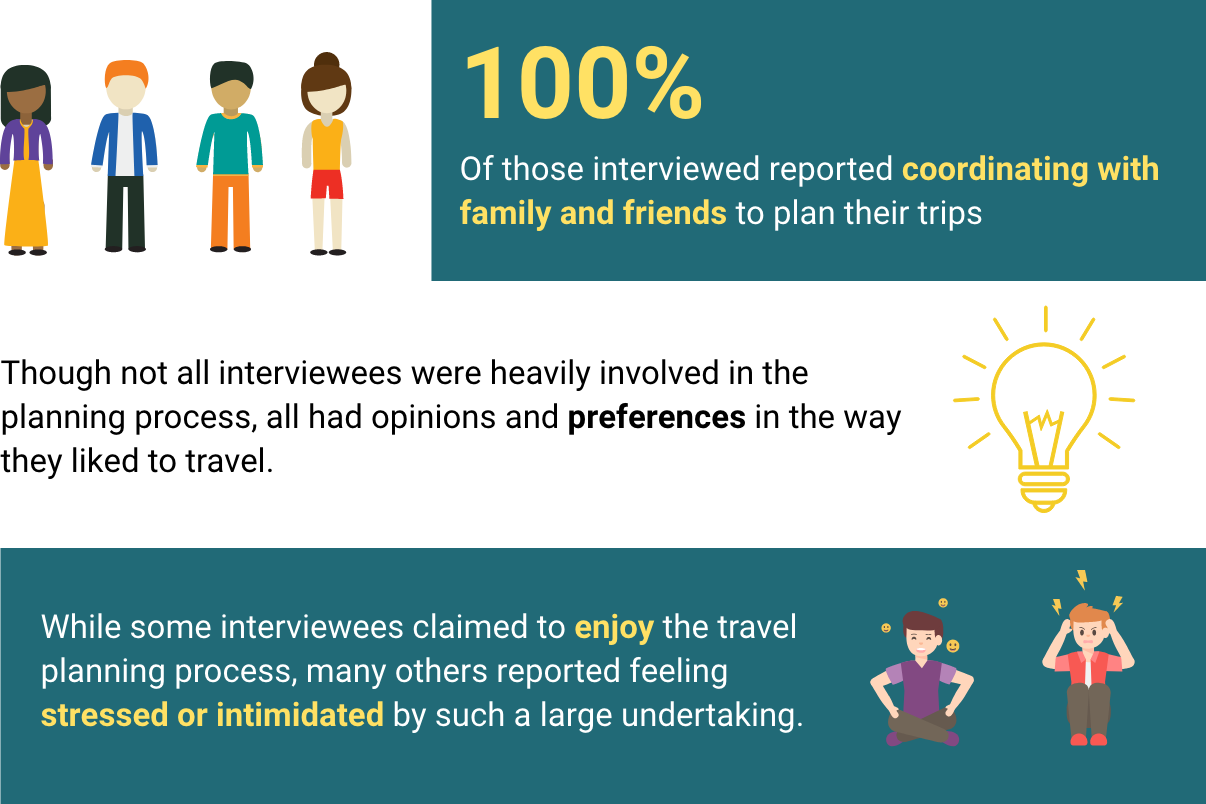 100%
Of those interviewed reported coordinating with
family and friends to plan their trips
Though not all interviewees were heavily involved in the
planning process, all had opinions and preferences in the way
they liked to travel.
While some interviewees claimed to enjoy the travel
planning process, many others reported feeling
stressed or intimidated by such a large undertaking.